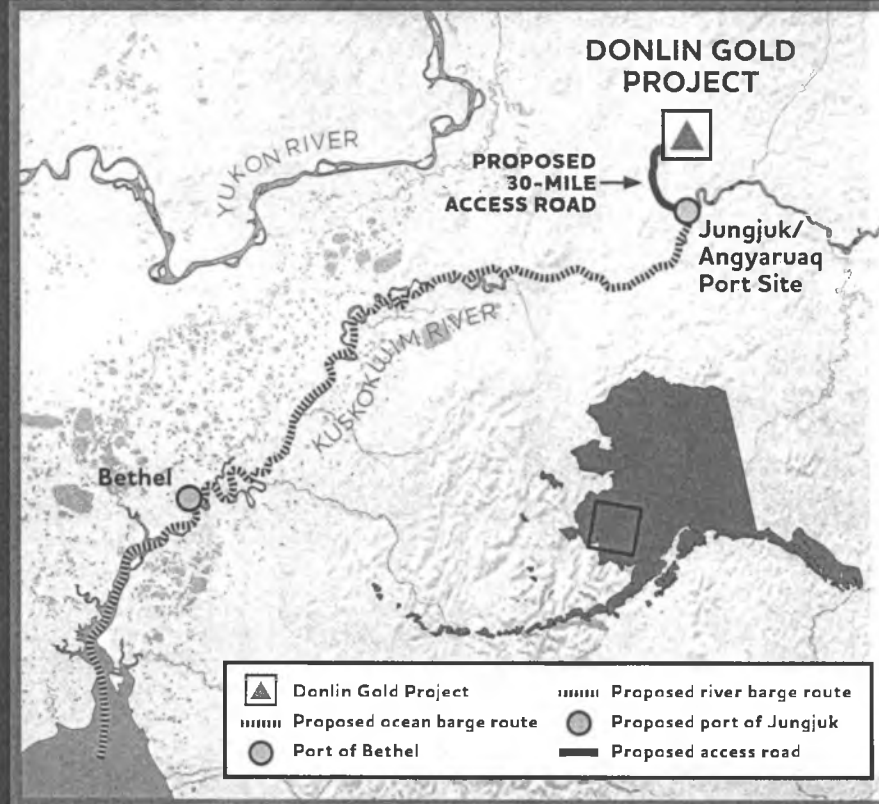 DONLIN GOLD
PROJECT
YUKON RIVER
PROPOSED
30-MILE
ACCESS ROAD
Jungjuk/
Angyaruaq
Port Site
KUSKOKWIM RIVER
Bethel
Donlin Gold Project
Proposed river barge route
Proposed ocean barge route
Proposed port of Jungjuk
Port of Bethel
Proposed access road